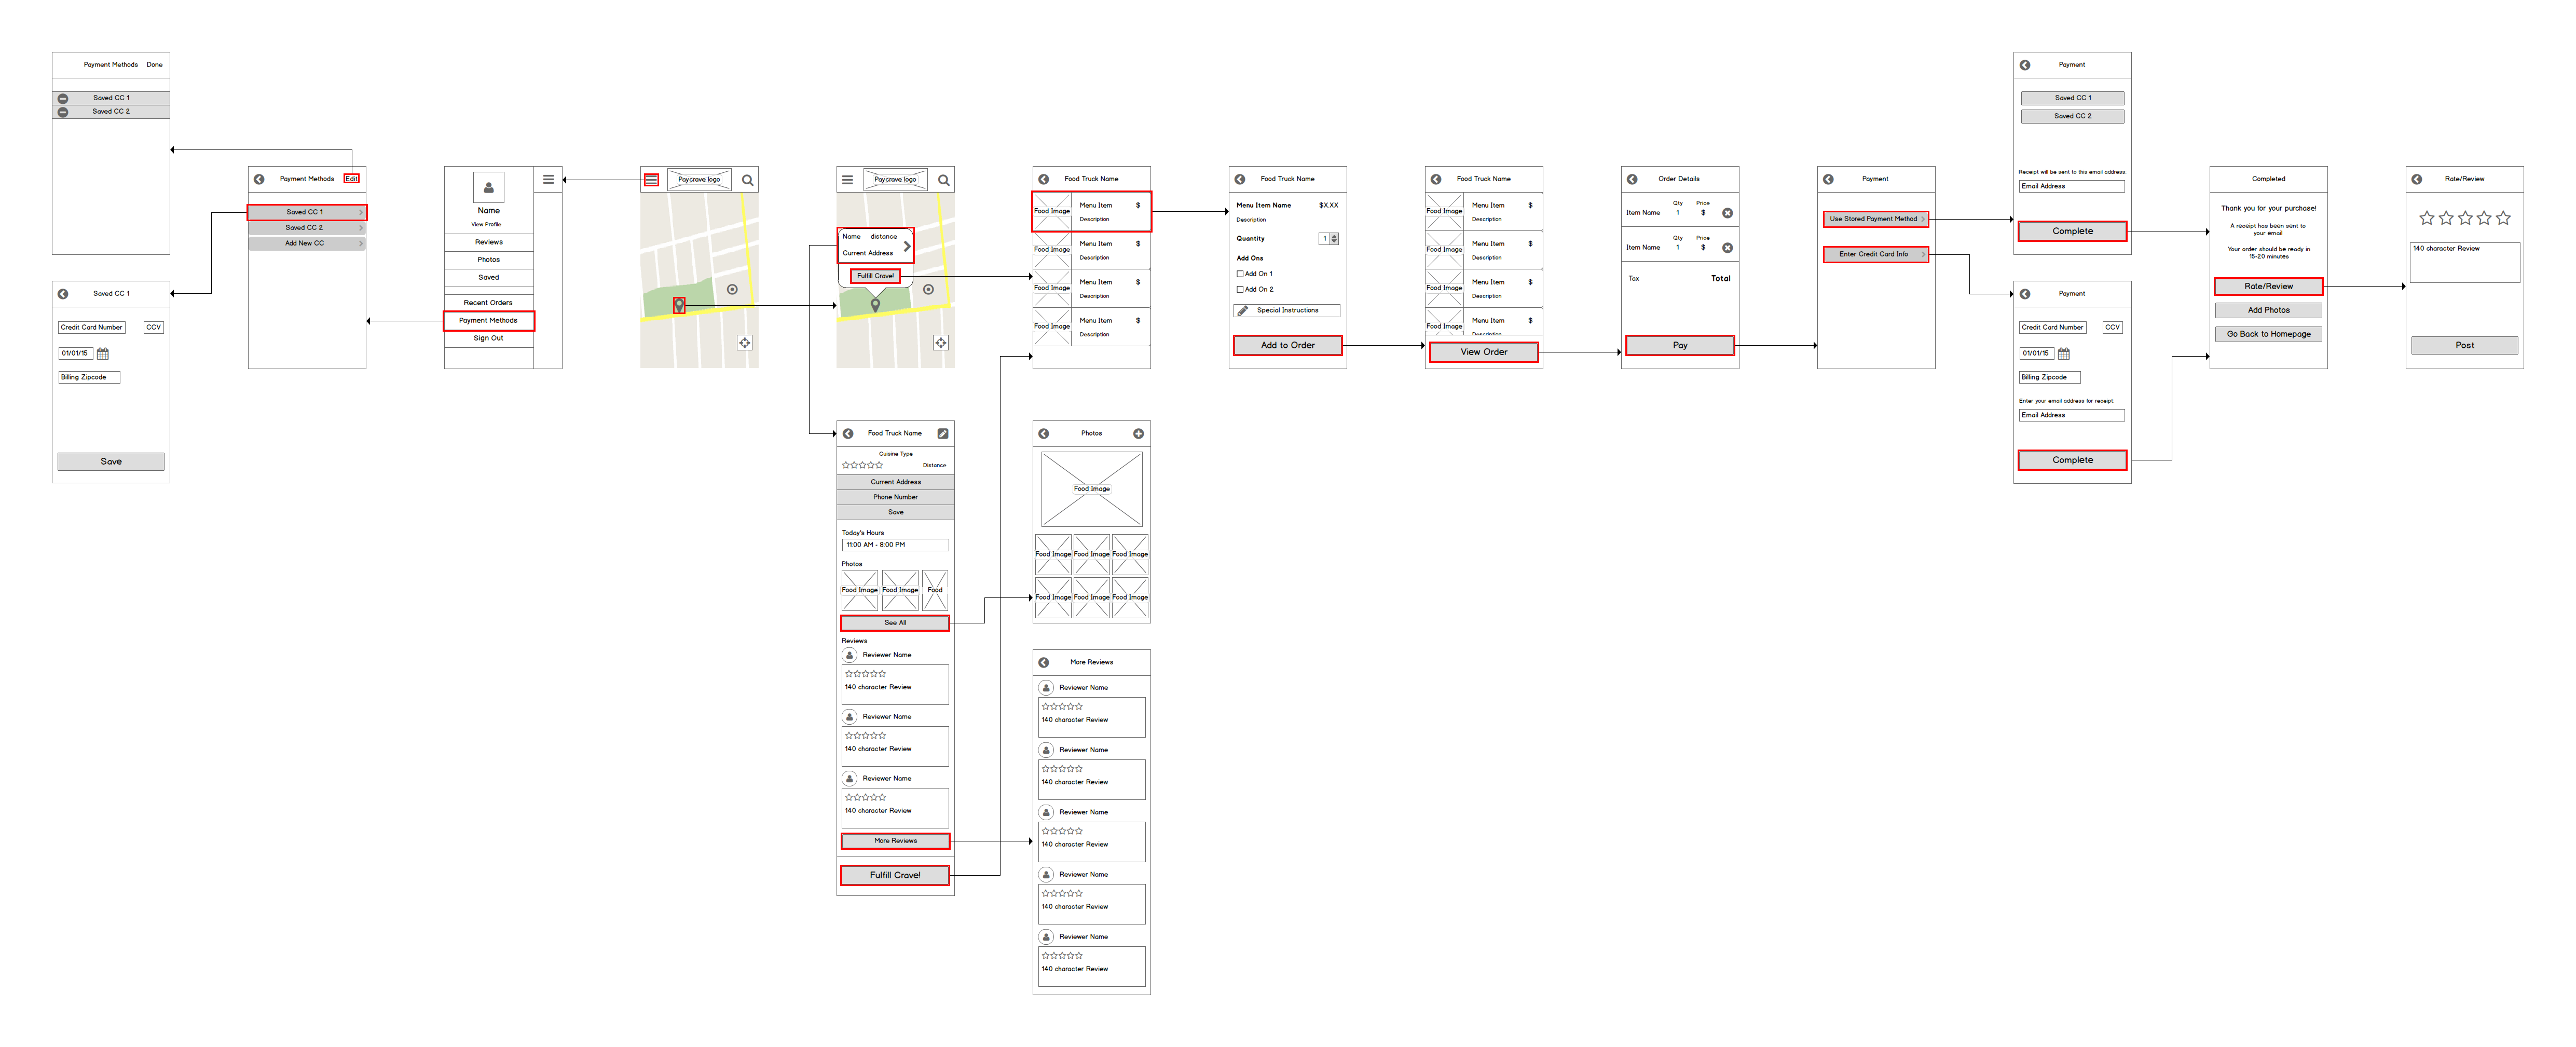 Payment Methods Done
Saved CC 1
Saved CC 2
Payment Methods Edit
Saved CC 1
Saved CC 2
Add New CC
Saved CC 1
Credit Card Number CCV
01/01/15
Billing Zipcode
Save
Name
View Profile
Reviews
Photos
Saved
Recent Orders
Payment Methods
Sign Out
Paycrave logo
Paycrave logo
Name distance
Current Address
Fulfill Crave!
Food Truck Name
Cuisine Type
Distance
Current Address
Phone Number
Save
Today's Hours
11:00 AM - 8:00 PM
Photos
Food Image Food Image Food
See All
Reviews
Reviewer Name
140 character Review
Reviewer Name
140 character Review
Reviewer Name
140 character Review
More Reviews
Fulfill Crave!
Food Truck Name
Food Image Menu Item $
Description
Food Image Menu Item $
Description
Food Image Menu Item $
Description
Food Image Menu Item $
Description
Photos
Food Image
Food Image Food Image Food Image
Food Image Food Image Food Image
More Reviews
Reviewer Name
140 character Review
Reviewer Name
140 character Review
Reviewer Name
140 character Review
Reviewer Name
140 character Review
Reviewer Name
140 character Review
Food Truck Name
Menu Item Name $X.XX
Description
Quantity 1
Add Ons
Add On 1
Add On 2
Special Instructions
Add to Order
Food Truck Name
Food Image Menu Item $
Description
Food Image Menu Item $
Description
Food Image Menu Item $
Description
Food Image Menu Item $
Description
View Order
Order Details
Qty Price
Item Name 1 $
Qty Price
Item Name 1 $
Tax Total
Pay
Payment
Use Stored Payment Method
Enter Credit Card Info
Payment
Saved CC 1
Saved CC 2
Receipt will be sent to this email address:
Email Address
Complete
Payment
Credit Card Number CCV
01/01/15
Billing Zipcode
Enter your email address for receipt:
Email Address
Complete
Completed
Thank you for your purchase!
A receipt has been sent to
your email
Your order should be ready in
15-20 minutes
Rate/Review
Add Photos
Go Back to Homepage
Rate/Review
140 character Review
Post